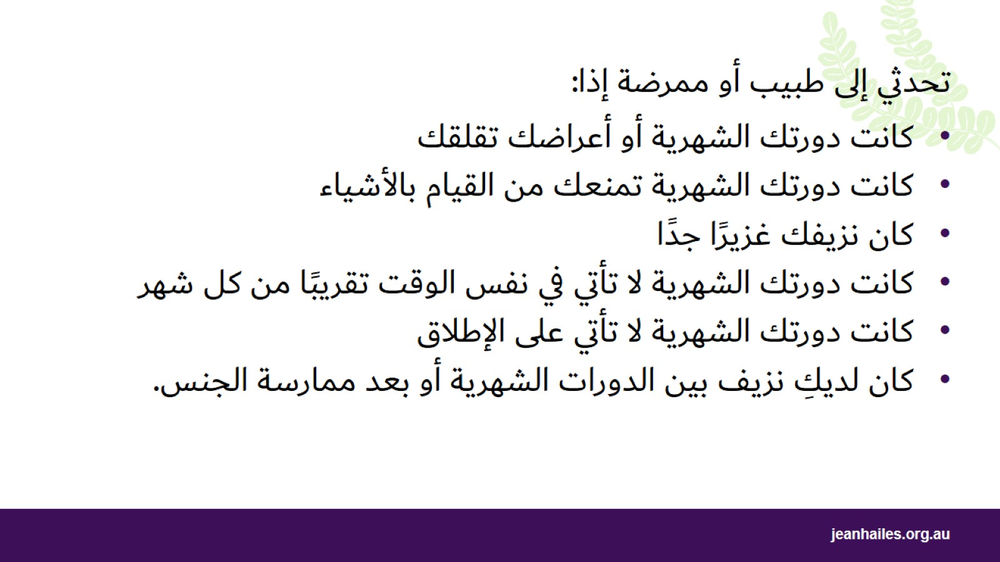 تحدثي إلى طبيب أو ممرضة إذا:
• كانت دورتك الشهرية أو أعراضك تقلقك
• كانت دورتك الشهرية تمنعك من القيام بالأشياء
• كان نزيفك غزيرًا جدًا
• كانت دورتك الشهرية لا تأتي في نفس الوقت تقريبًا من كل شهر
• كانت دورتك الشهرية لا تأتي على الإطلاق
• كان لديكِ نزيف بين الدورات الشهرية أو بعد ممارسة الجنس.
jeanhailes.org.au